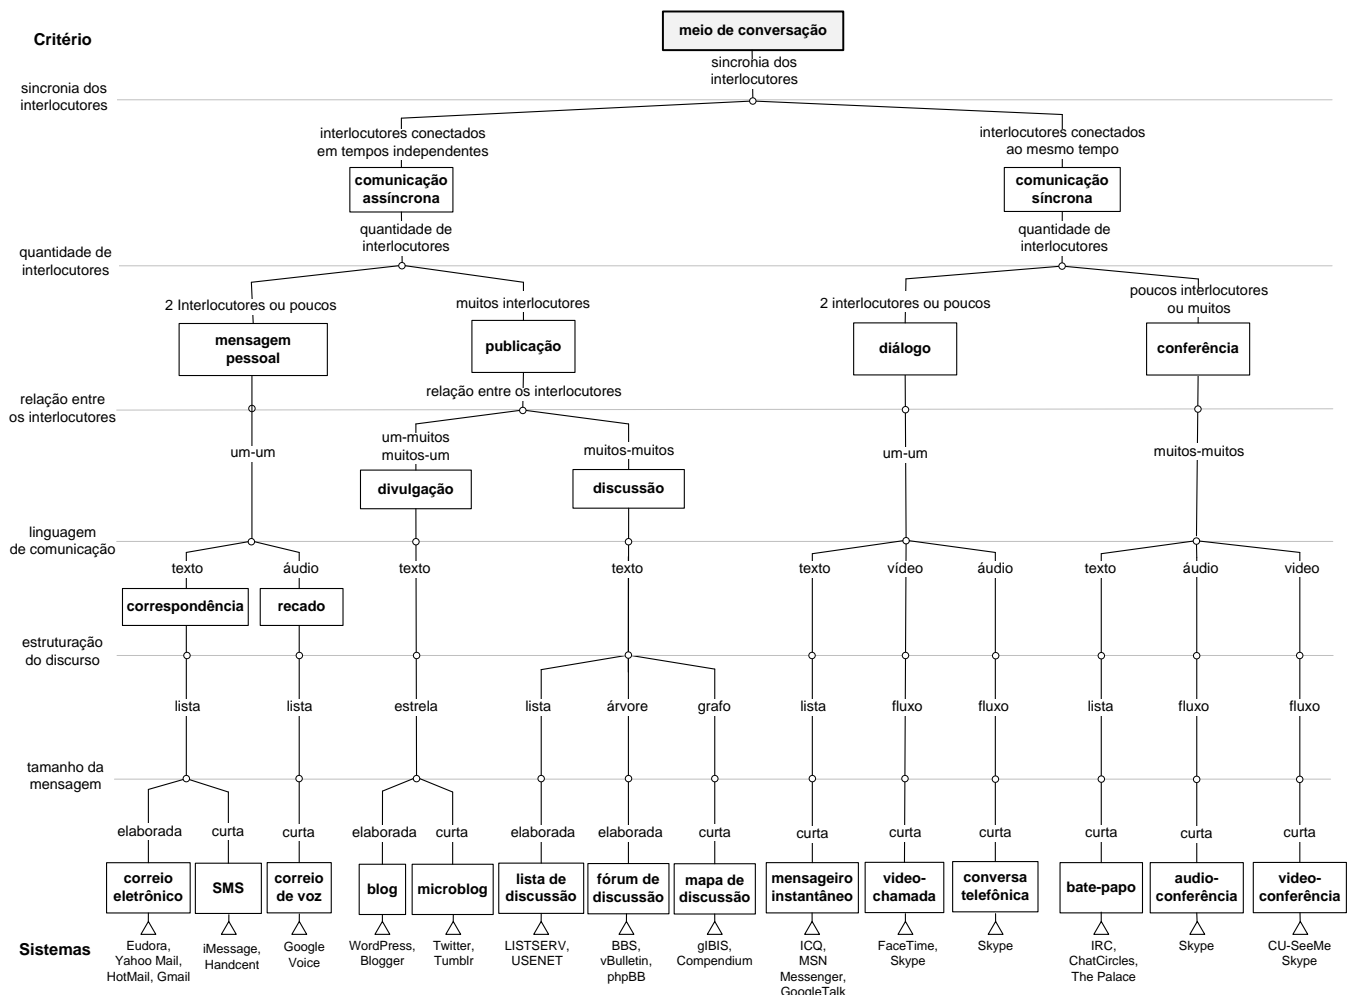 meio de conversação
Critério
sincronia dos
interlocutores
sincronia dos
interlocutores
interlocutores conectados
em tempos independentes
interlocutores conectados
ao mesmo tempo
comunicação
assíncrona
comunicação
síncrona
quantidade de
interlocutores
quantidade de
interlocutores
quantidade de
interlocutores
2 Interlocutores ou poucos
muitos interlocutores
2 interlocutores ou poucos
poucos interlocutores
ou muitos
mensagem
pessoal
publicação
diálogo
conferência
relação entre os interlocutores
relação entre
os interlocutores
um-um
um-muitos
muitos-um
muitos-muitos
um-um
muitos-muitos
divulgação
discussão
linguagem
de comunicação
texto
áudio
texto
texto
texto
vídeo
áudio
texto
áudio
video
correspondência
recado
estruturação
do discurso
lista
lista
estrela
lista
árvore
grafo
lista
fluxo
fluxo
lista
fluxo
fluxo
tamanho da
mensagem
elaborada
curta
curta
elaborada
curta
elaborada
elaborada
curta
curta
curta
curta
curta
curta
curta
correio
eletrônico
SMS
correio
de voz
blog
microblog
lista de
discussão
fórum de
discussão
mapa de
discussão
mensageiro
instantâneo
video-
chamada
conversa
telefônica
bate-papo
audio-
conferência
video-
conferência
Sistemas
Eudora,
Yahoo Mail,
HotMail, Gmail
iMessage,
Handcent
Google
Voice
WordPress,
Blogger
Twitter,
Tumblr
LISTSERV,
USENET
BBS,
vBulletin,
phpBB
gIBIS,
Compendium
ICQ,
MSN
Messenger,
GoogleTalk
FaceTime,
Skype
Skype
IRC,
ChatCircles,
The Palace
Skype
CU-SeeMe
Skype